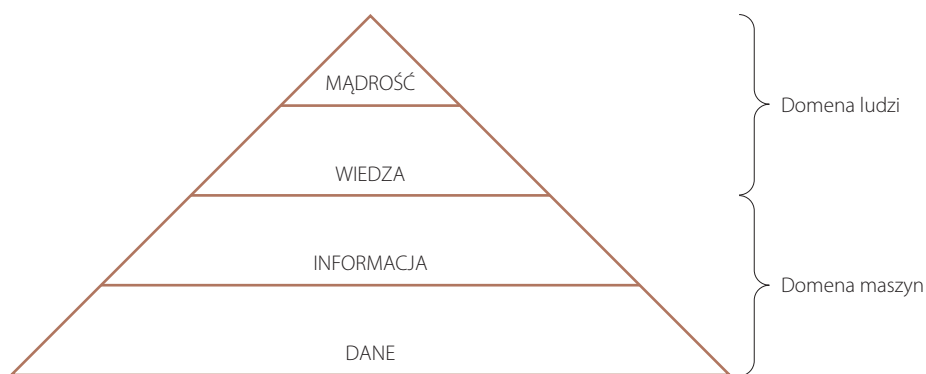 MĄDROŚĆ
Domena ludzi
WIEDZA
INFORMACJA
Domena maszyn
DANE